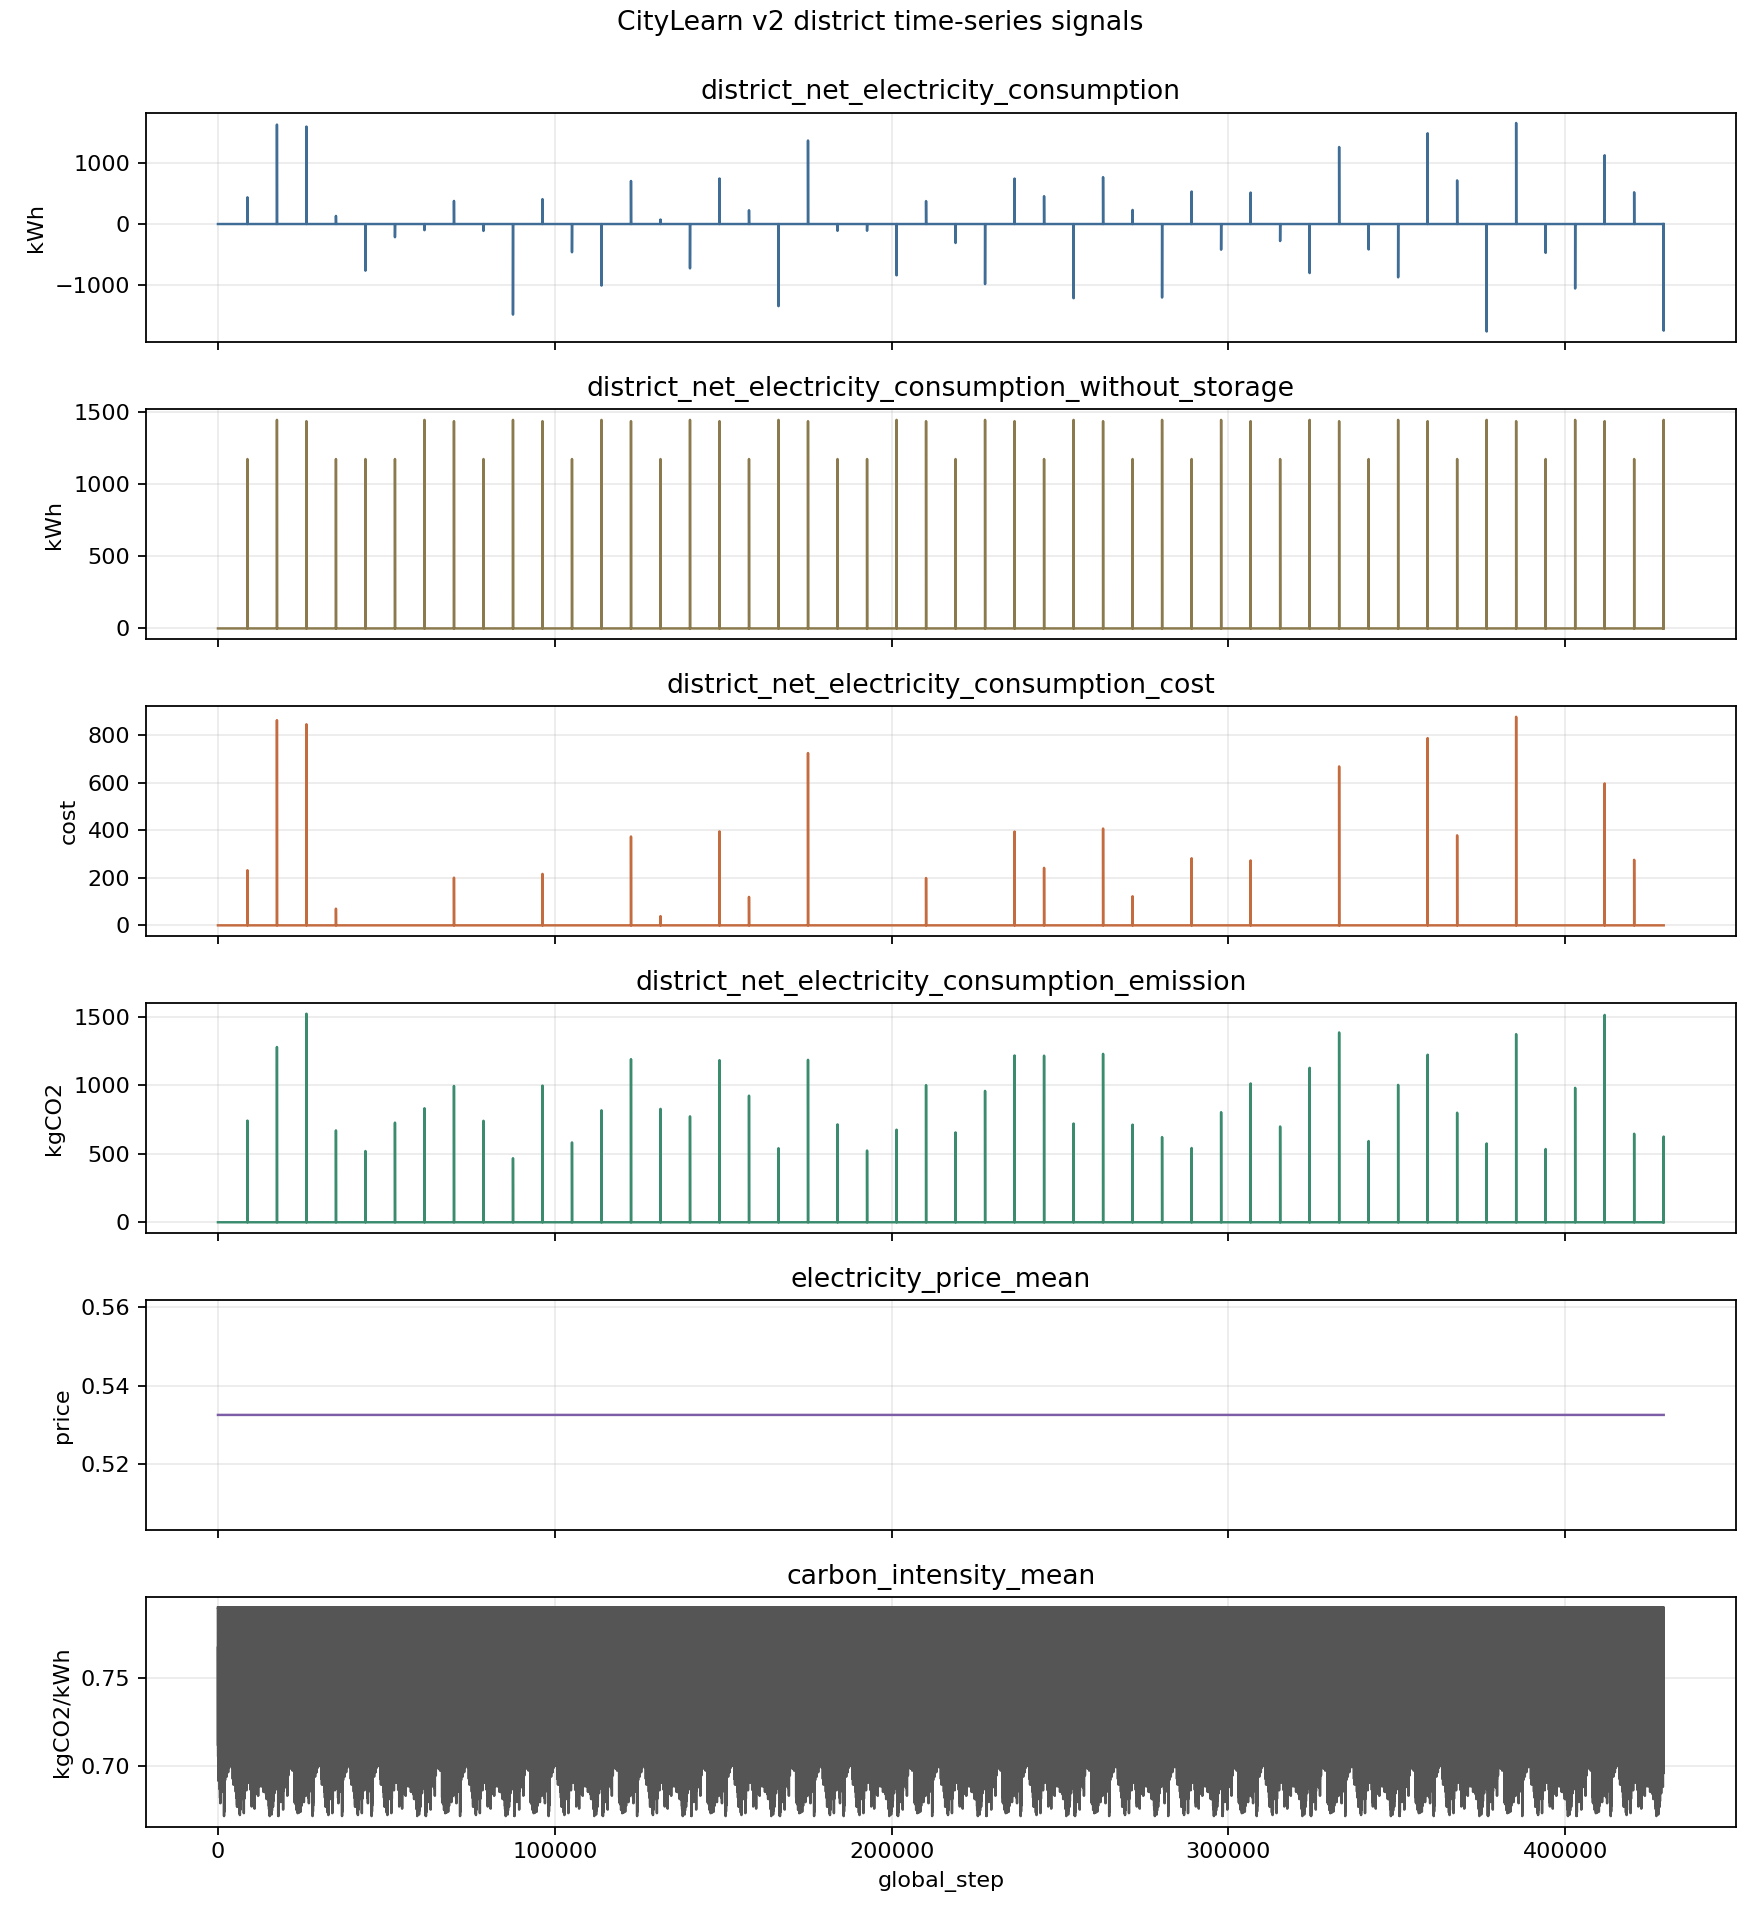 CityLearn v2 district time-series signals
district_net_electricity_consumption
kWh
1000
0
−1000
district_net_electricity_consumption_without_storage
kWh
1500
1000
500
0
district_net_electricity_consumption_cost
cost
800
600
400
200
0
district_net_electricity_consumption_emission
kgCO2
1500
1000
500
0
electricity_price_mean
price
0.56
0.54
0.52
carbon_intensity_mean
kgCO2/kWh
0.75
0.70
0 100000 200000 300000 400000
global_step